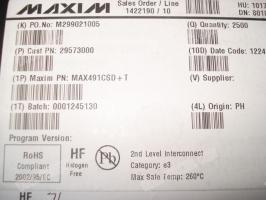 MAXIM
Sales Order / Line
1422190 / 10
HU: 1017
DN: 8018
(K) PO.No: M299021005
(Q) Quantity: 2500
(P) Cust PN: 29573000
(10D) Date Code: 1224
(1P) Maxim PN: MAX491CSD+T
(V) Supplier:
(1T) Batch: 0001245130
(4L) Origin: PH
Program Version:
RoHS
Compliant
2002/95/EC
HF
Halogen
Free
Pb
2nd Level Interconnect
Category: e3
Max Safe Temp: 260°C
HF